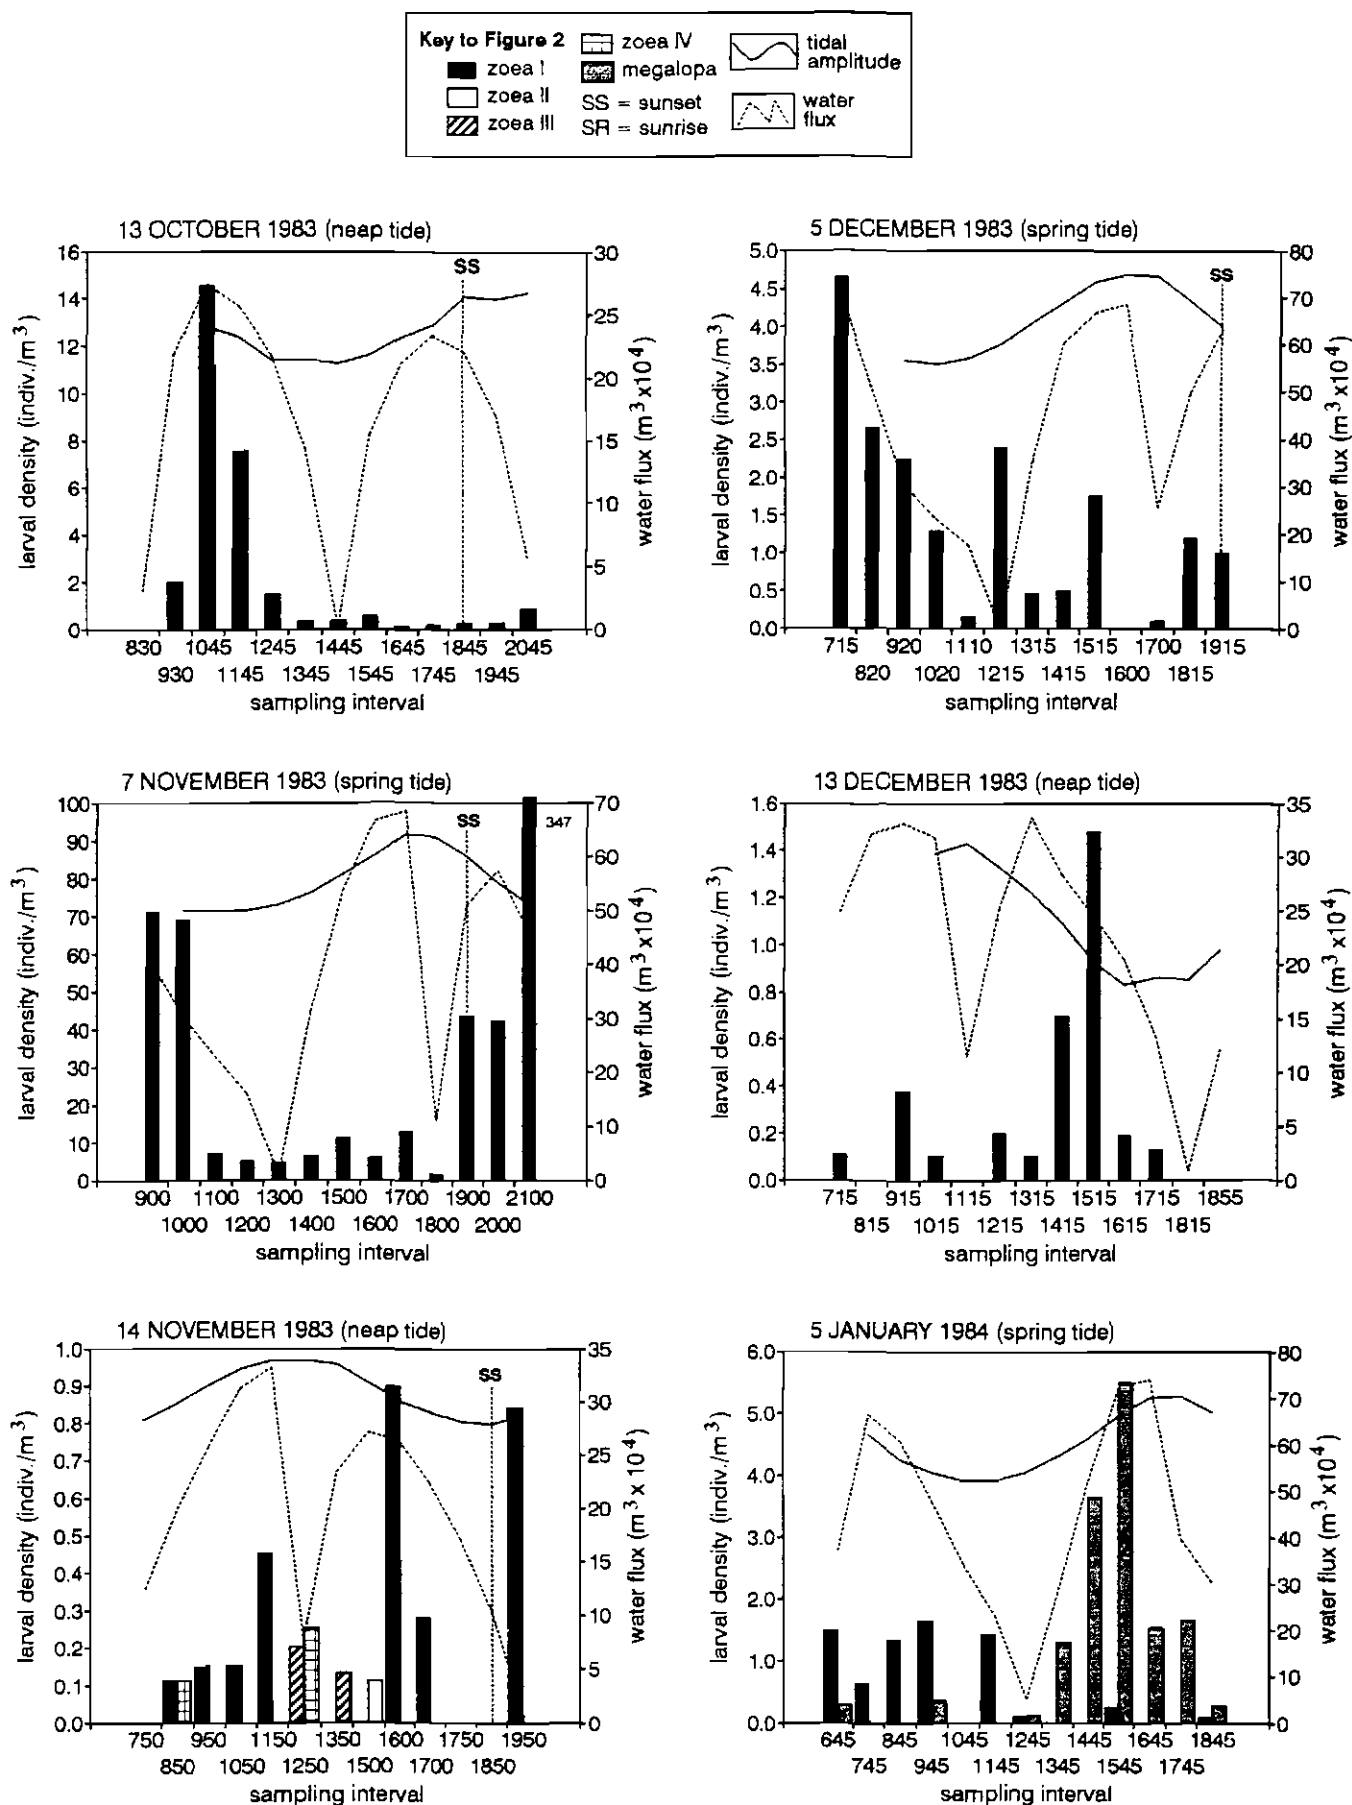 Key to Figure 2
zoea I
zoea II
zoea III
zoea IV
megalopa
SS = sunset
SR = sunrise
tidal
amplitude
water
flux
13 OCTOBER 1983 (neap tide)
larval density (indiv./m³)
16
14
12
10
8
6
4
2
0
SS
30
25
20
15
10
5
0
water flux (m³ x10⁴)
830 1045 1245 1445 1645 1845 2045
930 1145 1345 1545 1745 1945
sampling interval
5 DECEMBER 1983 (spring tide)
larval density (indiv./m³)
5.0
4.5
4.0
3.5
3.0
2.5
2.0
1.5
1.0
0.5
0.0
SS
80
70
60
50
40
30
20
10
0
water flux (m³ x10⁴)
715 920 1110 1315 1515 1700 1915
820 1020 1215 1415 1600 1815
sampling interval
7 NOVEMBER 1983 (spring tide)
larval density (indiv./m³)
100
90
80
70
60
50
40
30
20
10
0
SS
347
70
60
50
40
30
20
10
0
water flux (m³ x10⁴)
900 1100 1300 1500 1700 1900 2100
1000 1200 1400 1600 1800 2000
sampling interval
13 DECEMBER 1983 (neap tide)
larval density (indiv./m³)
1.6
1.4
1.2
1.0
0.8
0.6
0.4
0.2
0.0
35
30
25
20
15
10
5
0
water flux (m³ x10⁴)
715 915 1115 1315 1515 1715 1855
815 1015 1215 1415 1615 1815
sampling interval
14 NOVEMBER 1983 (neap tide)
larval density (indiv./m³)
1.0
0.9
0.8
0.7
0.6
0.5
0.4
0.3
0.2
0.1
0.0
SS
35
30
25
20
15
10
5
0
water flux (m³ x 10⁴)
750 950 1150 1350 1600 1750 1950
850 1050 1250 1500 1700 1850
sampling interval
5 JANUARY 1984 (spring tide)
larval density (indiv./m³)
6.0
5.0
4.0
3.0
2.0
1.0
0.0
80
70
60
50
40
30
20
10
0
water flux (m³ x10⁴)
645 845 1045 1245 1445 1645 1845
745 945 1145 1345 1545 1745
sampling interval